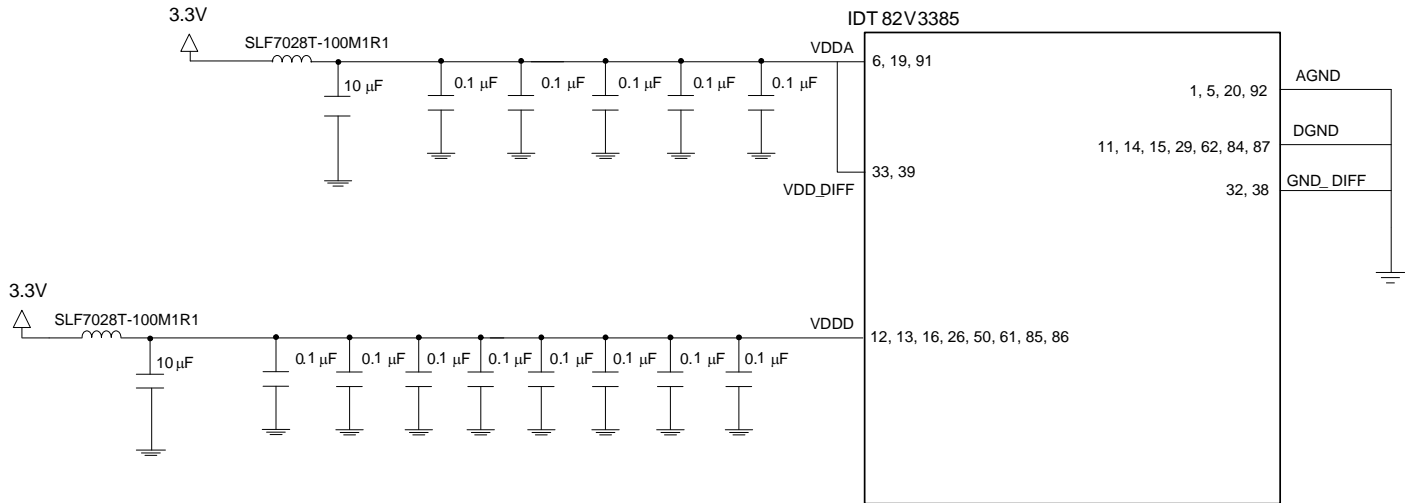 3.3V
IDT 82V3385
SLF7028T-100M1R1
VDDA
6, 19, 91
10 µF
0.1 µF
0.1 µF
0.1 µF
0.1 µF
0.1 µF
AGND
1, 5, 20, 92
DGND
11, 14, 15, 29, 62, 84, 87
33, 39
VDD_DIFF
GND_ DIFF
32, 38
3.3V
SLF7028T-100M1R1
VDDD
12, 13, 16, 26, 50, 61, 85, 86
10 µF
0.1 µF
0.1 µF
0.1 µF
0.1 µF
0.1 µF
0.1 µF
0.1 µF
0.1 µF